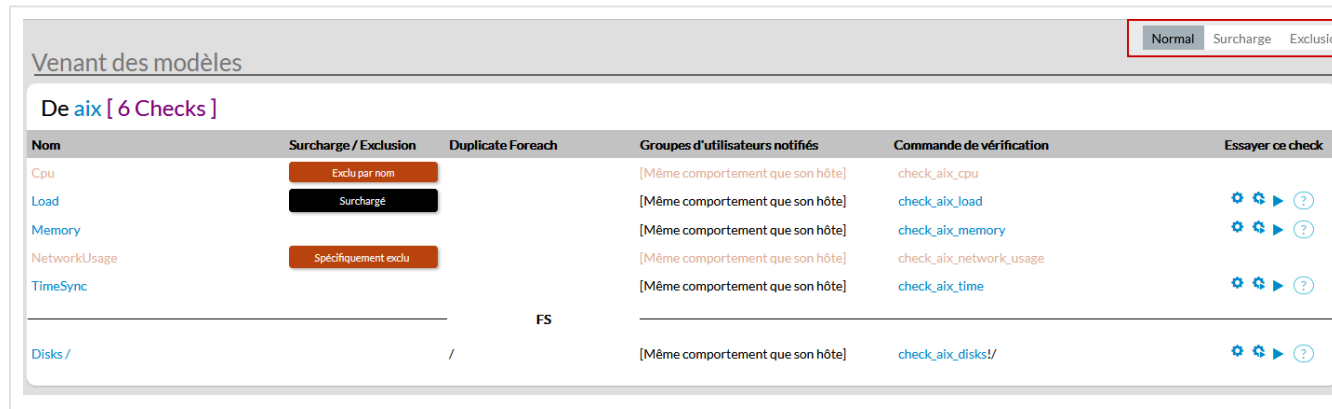 Normal Surcharge Exclusio
Venant des modèles
De aix [ 6 Checks ]
Nom Surcharge / Exclusion Duplicate Foreach Groupes d'utilisateurs notifiés Commande de vérification Essayer ce check
Cpu Exclu par nom [Même comportement que son hôte] check_aix_cpu
Load Surchargé [Même comportement que son hôte] check_aix_load ?
Memory [Même comportement que son hôte] check_aix_memory ?
NetworkUsage Spécifiquement exclu [Même comportement que son hôte] check_aix_network_usage
TimeSync [Même comportement que son hôte] check_aix_time ?
FS
Disks / / [Même comportement que son hôte] check_aix_disks!/ ?